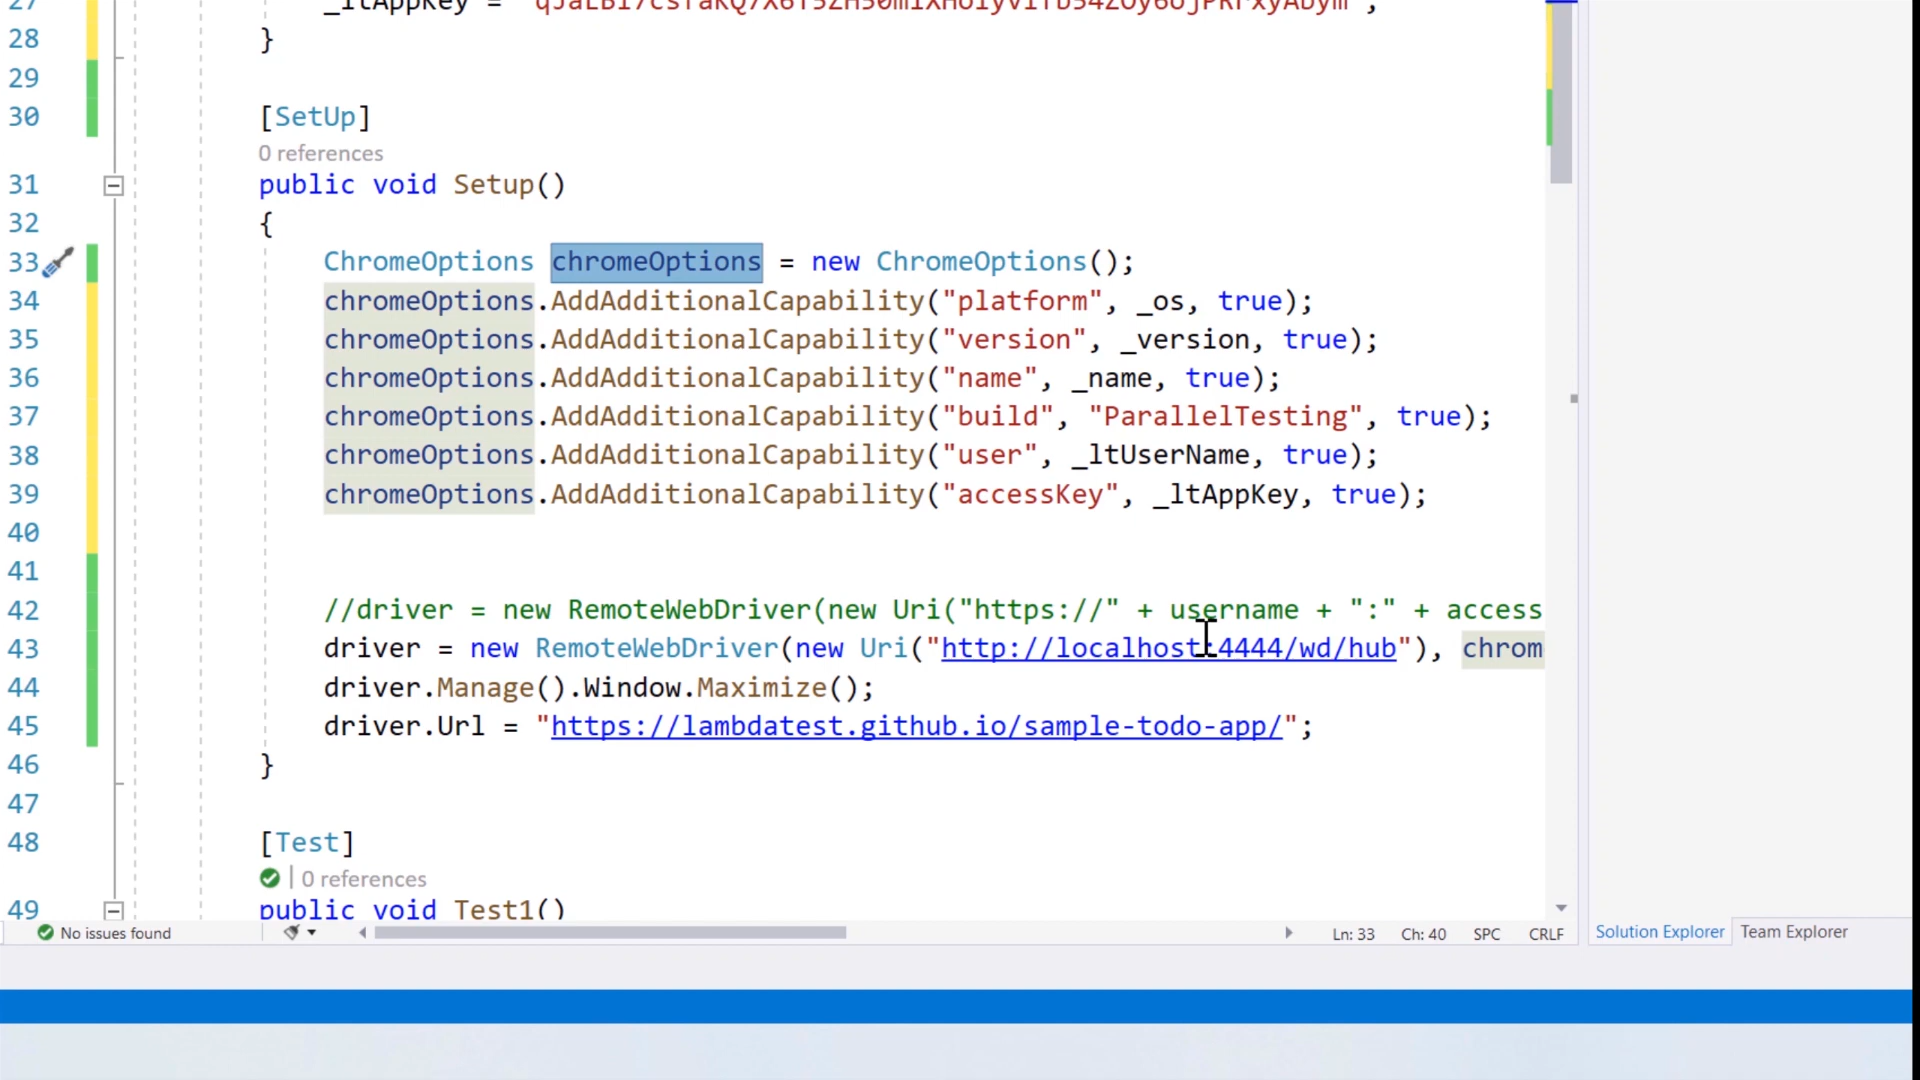 27 _ltAppKey =
28 }
29
30 [SetUp]
0 references
31 public void Setup()
32 {
33 ChromeOptions chromeOptions = new ChromeOptions();
34 chromeOptions.AddAdditionalCapability("platform", _os, true);
35 chromeOptions.AddAdditionalCapability("version", _version, true);
36 chromeOptions.AddAdditionalCapability("name", _name, true);
37 chromeOptions.AddAdditionalCapability("build", "ParallelTesting", true);
38 chromeOptions.AddAdditionalCapability("user", _ltUserName, true);
39 chromeOptions.AddAdditionalCapability("accessKey", _ltAppKey, true);
40
41
42 //driver = new RemoteWebDriver(new Uri("https://" + username + ":" + access
43 driver = new RemoteWebDriver(new Uri("http://localhost:4444/wd/hub"), chrom
44 driver.Manage().Window.Maximize();
45 driver.Url = "https://lambdatest.github.io/sample-todo-app/";
46 }
47
48 [Test]
| 0 references
49 public void Test1()
No issues found Ln: 33 Ch: 40 SPC CRLF Solution Explorer Team Explorer